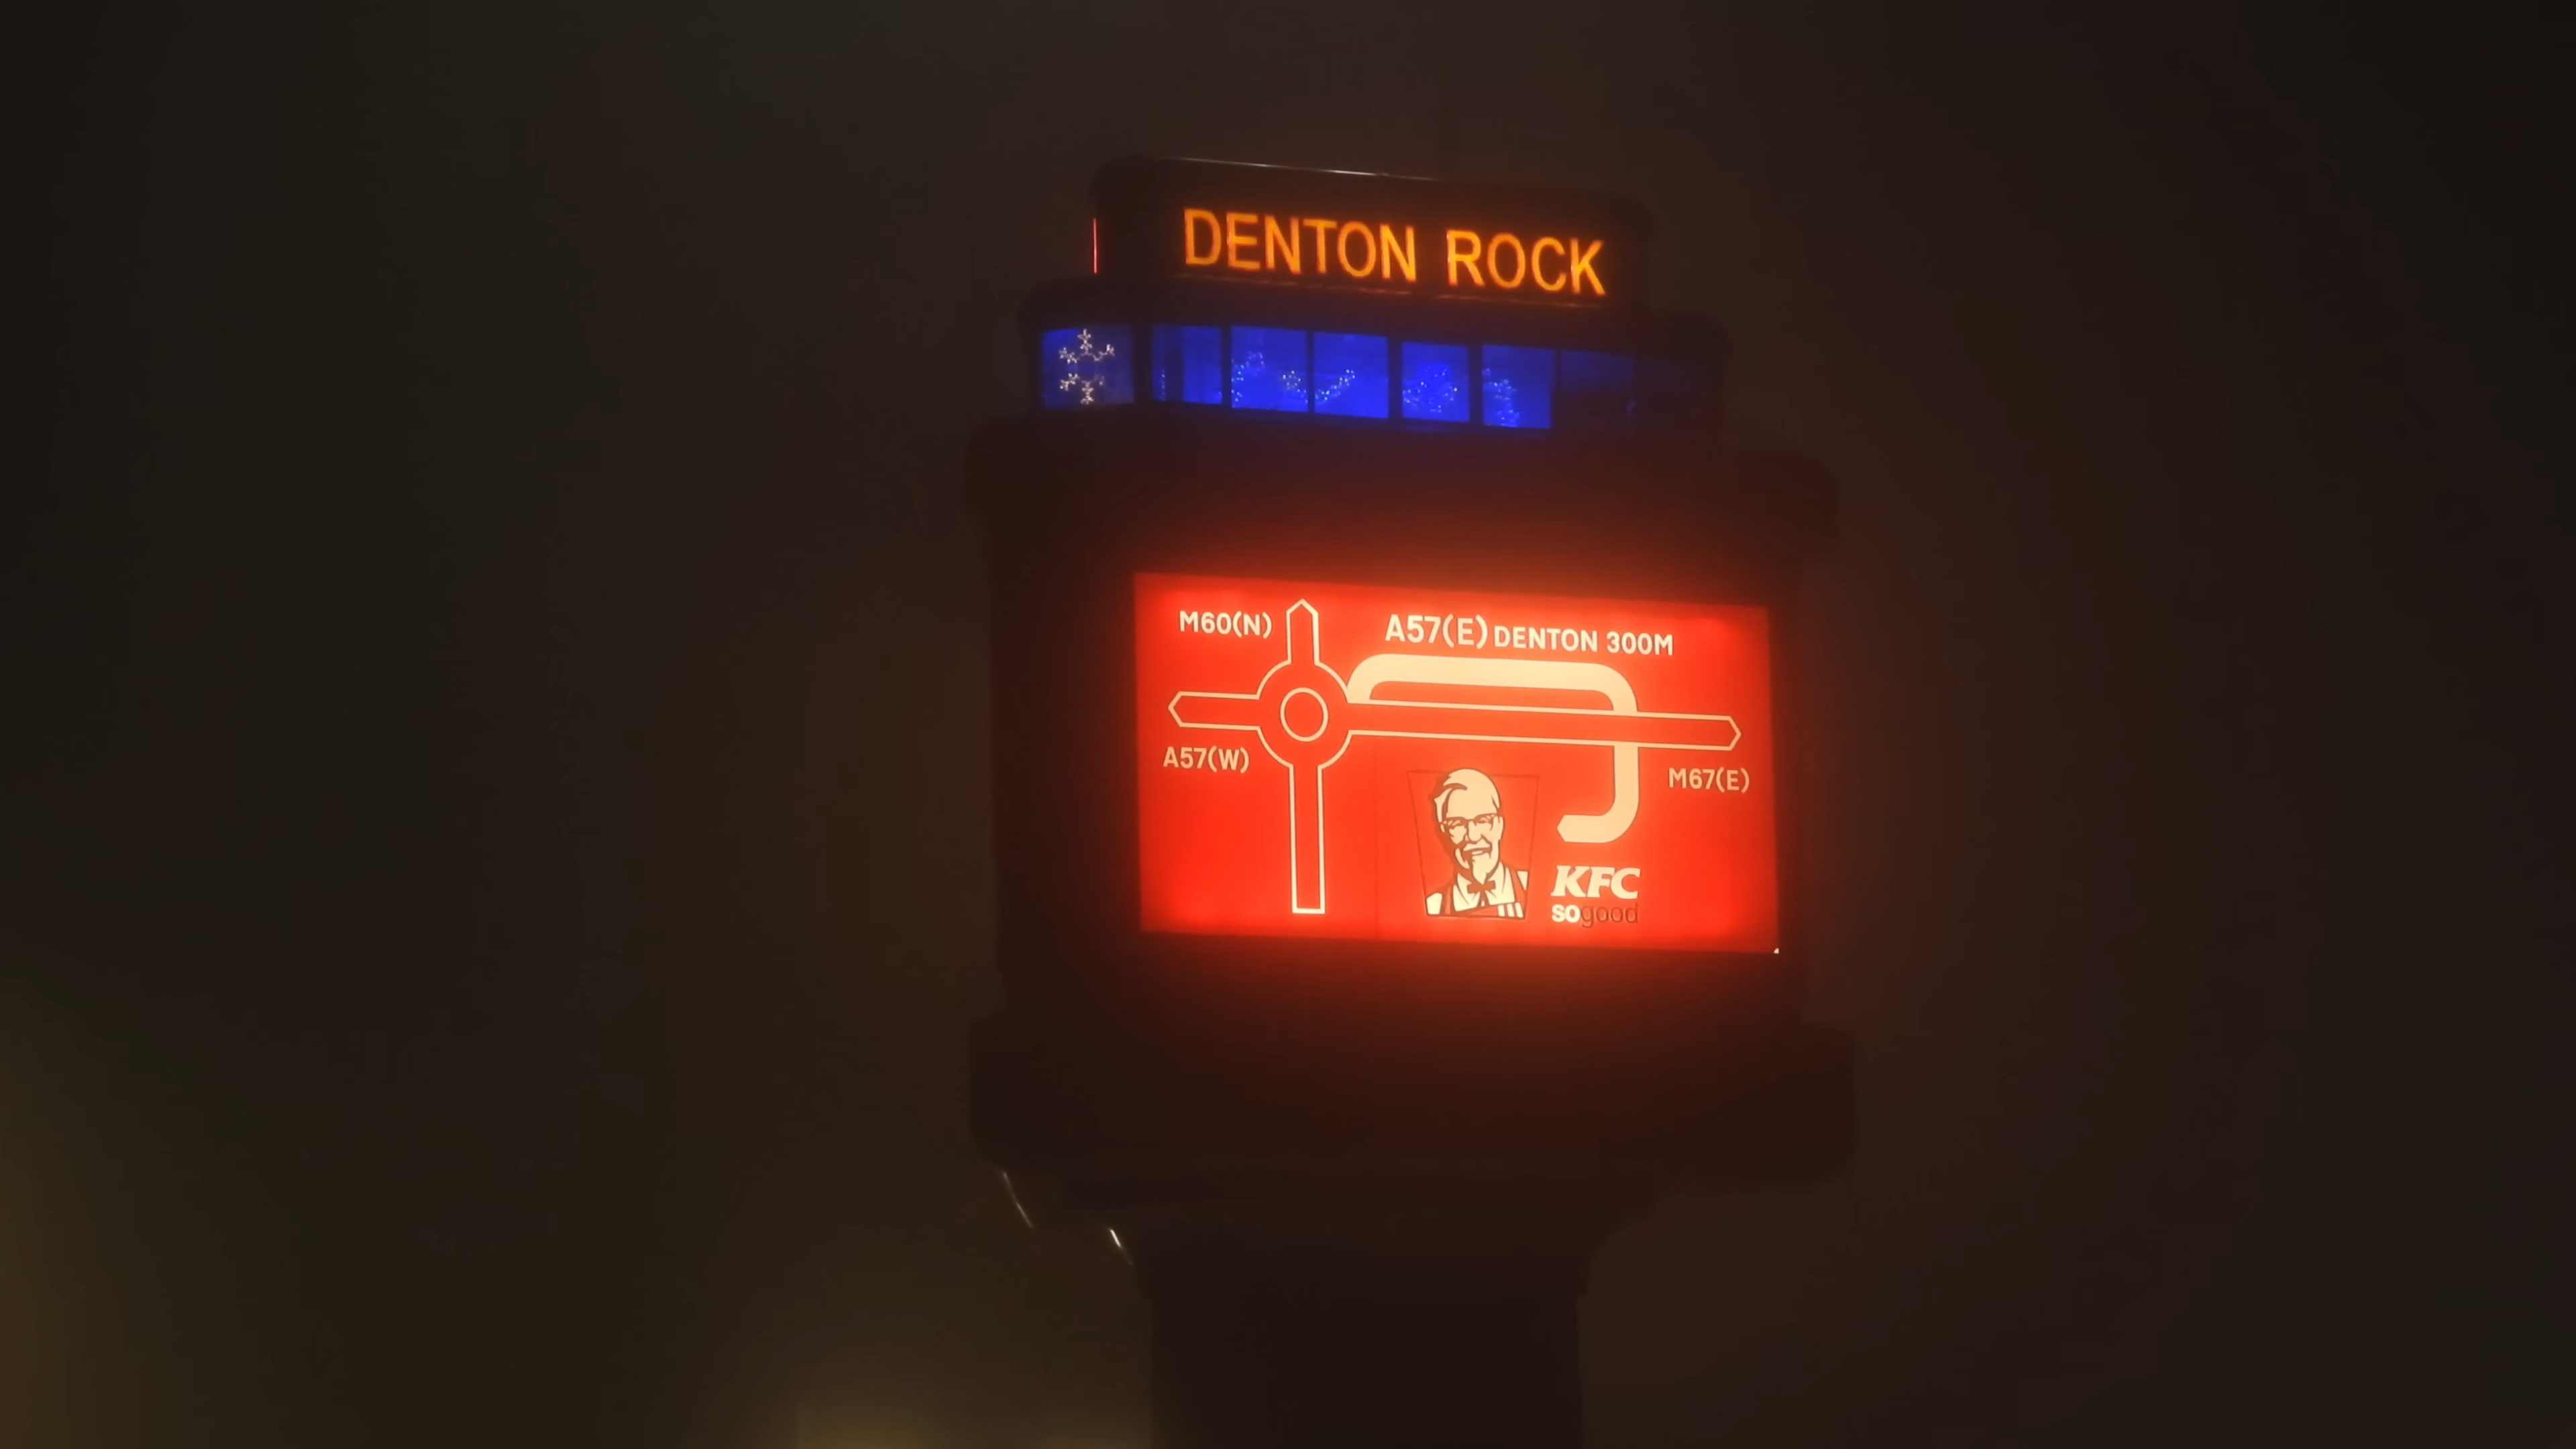 DENTON ROCK
M60(N)
A57(E) DENTON 300M
A57(W)
M67(E)
KFC
sogood